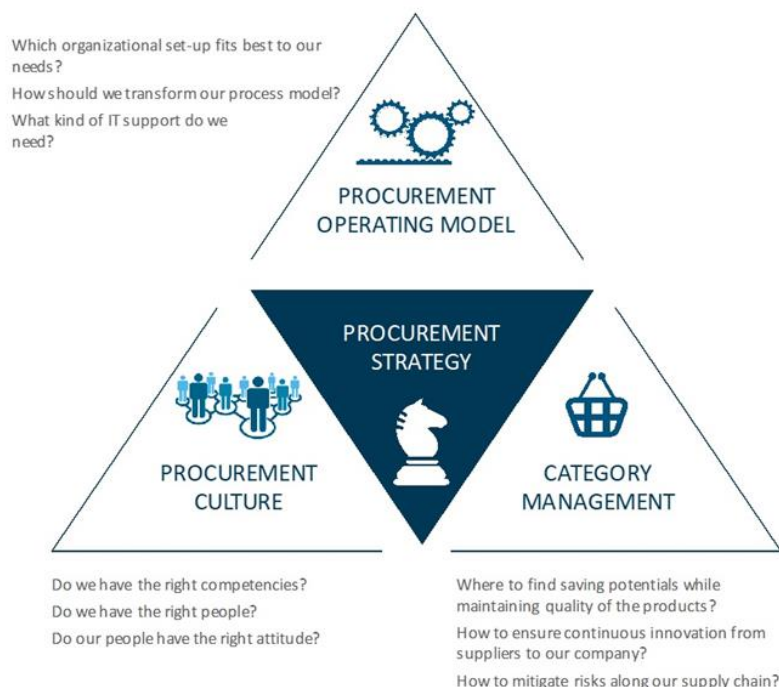 Which organizational set-up fits best to our
needs?
How should we transform our process model?
What kind of IT support do we
need?
PROCUREMENT
OPERATING MODEL
PROCUREMENT
STRATEGY
PROCUREMENT
CULTURE
CATEGORY
MANAGEMENT
Do we have the right competencies?
Do we have the right people?
Do our people have the right attitude?
Where to find saving potentials while
maintaining quality of the products?
How to ensure continuous innovation from
suppliers to our company?
How to mitigate risks along our supply chain?